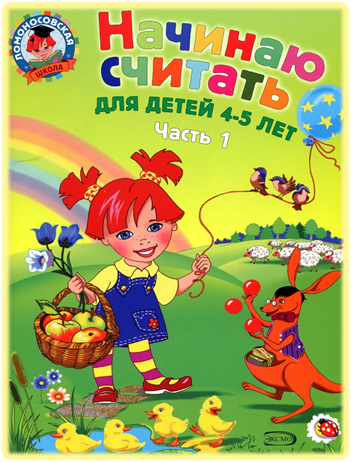 ЛОМОНОСОВСКАЯ
ШКОЛА
Начинаю
считать
ДЛЯ ДЕТЕЙ 4-5 ЛЕТ
Часть 1
ЭКСМО